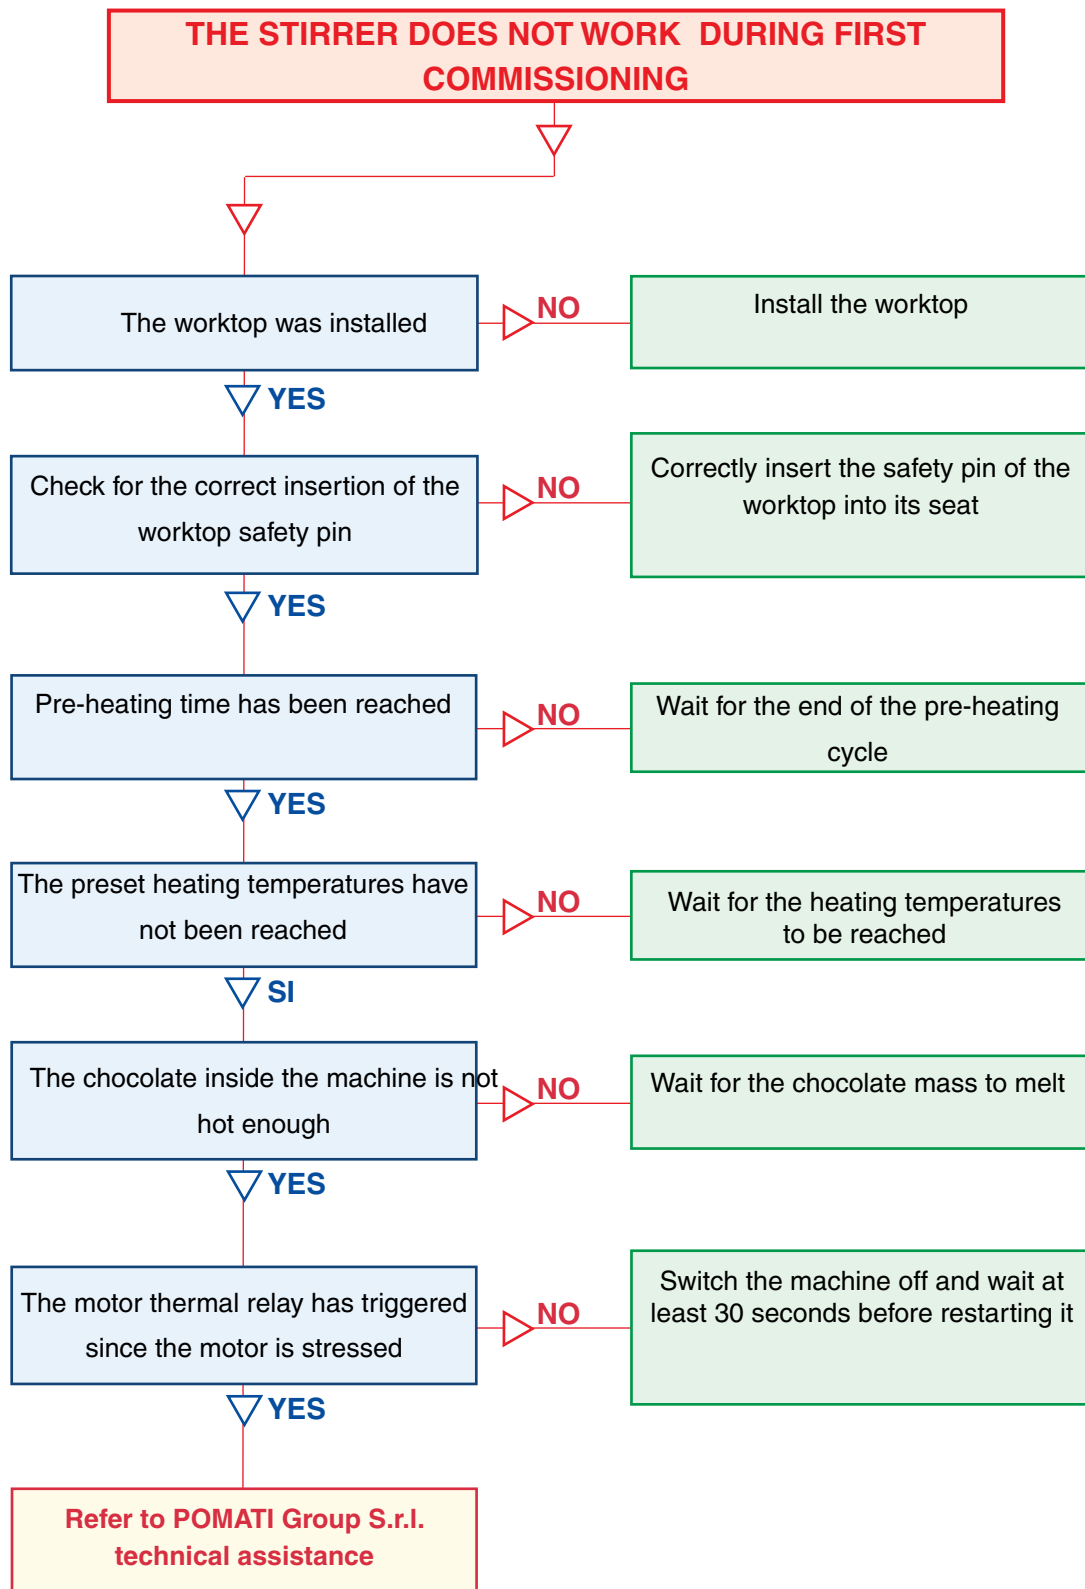 THE STIRRER DOES NOT WORK DURING FIRST
COMMISSIONING
The worktop was installed
NO
Install the worktop
YES
Check for the correct insertion of the
worktop safety pin
NO
Correctly insert the safety pin of the
worktop into its seat
YES
Pre-heating time has been reached
NO
Wait for the end of the pre-heating
cycle
YES
The preset heating temperatures have
not been reached
NO
Wait for the heating temperatures
to be reached
SI
The chocolate inside the machine is not
hot enough
NO
Wait for the chocolate mass to melt
YES
The motor thermal relay has triggered
since the motor is stressed
NO
Switch the machine off and wait at
least 30 seconds before restarting it
YES
Refer to POMATI Group S.r.l.
technical assistance